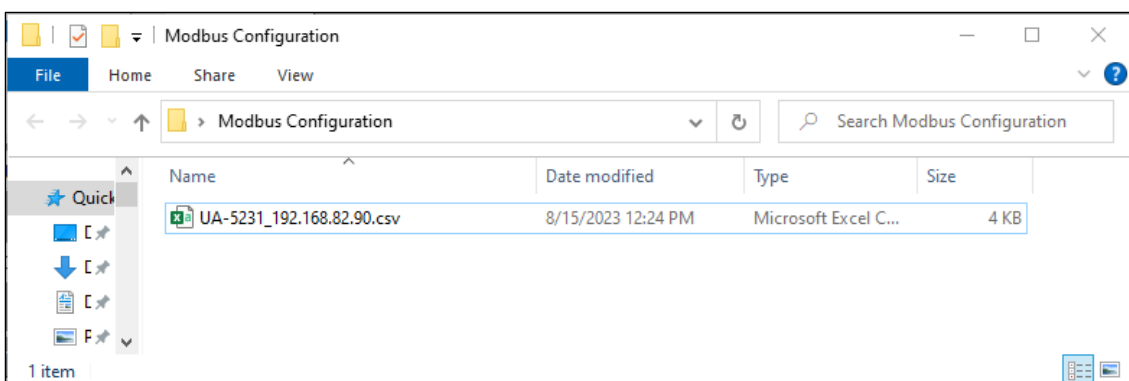 Modbus Configuration
File Home Share View
Modbus Configuration Search Modbus Configuration
Name Date modified Type Size
Quick
UA-5231_192.168.82.90.csv 8/15/2023 12:24 PM Microsoft Excel C... 4 KB
D
D
D
P
1 item